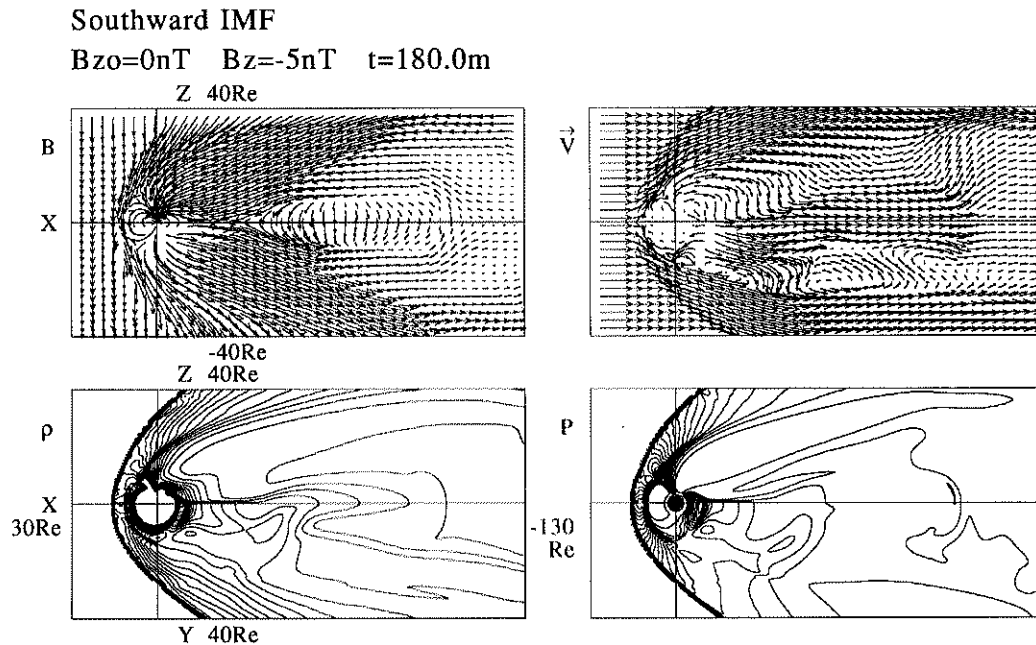 Southward IMF
Bzo=0nT Bz=-5nT t=180.0m
Z 40Re
B
V
X
-40Re
Z 40Re
ρ
P
X
30Re
-130
Re
Y 40Re